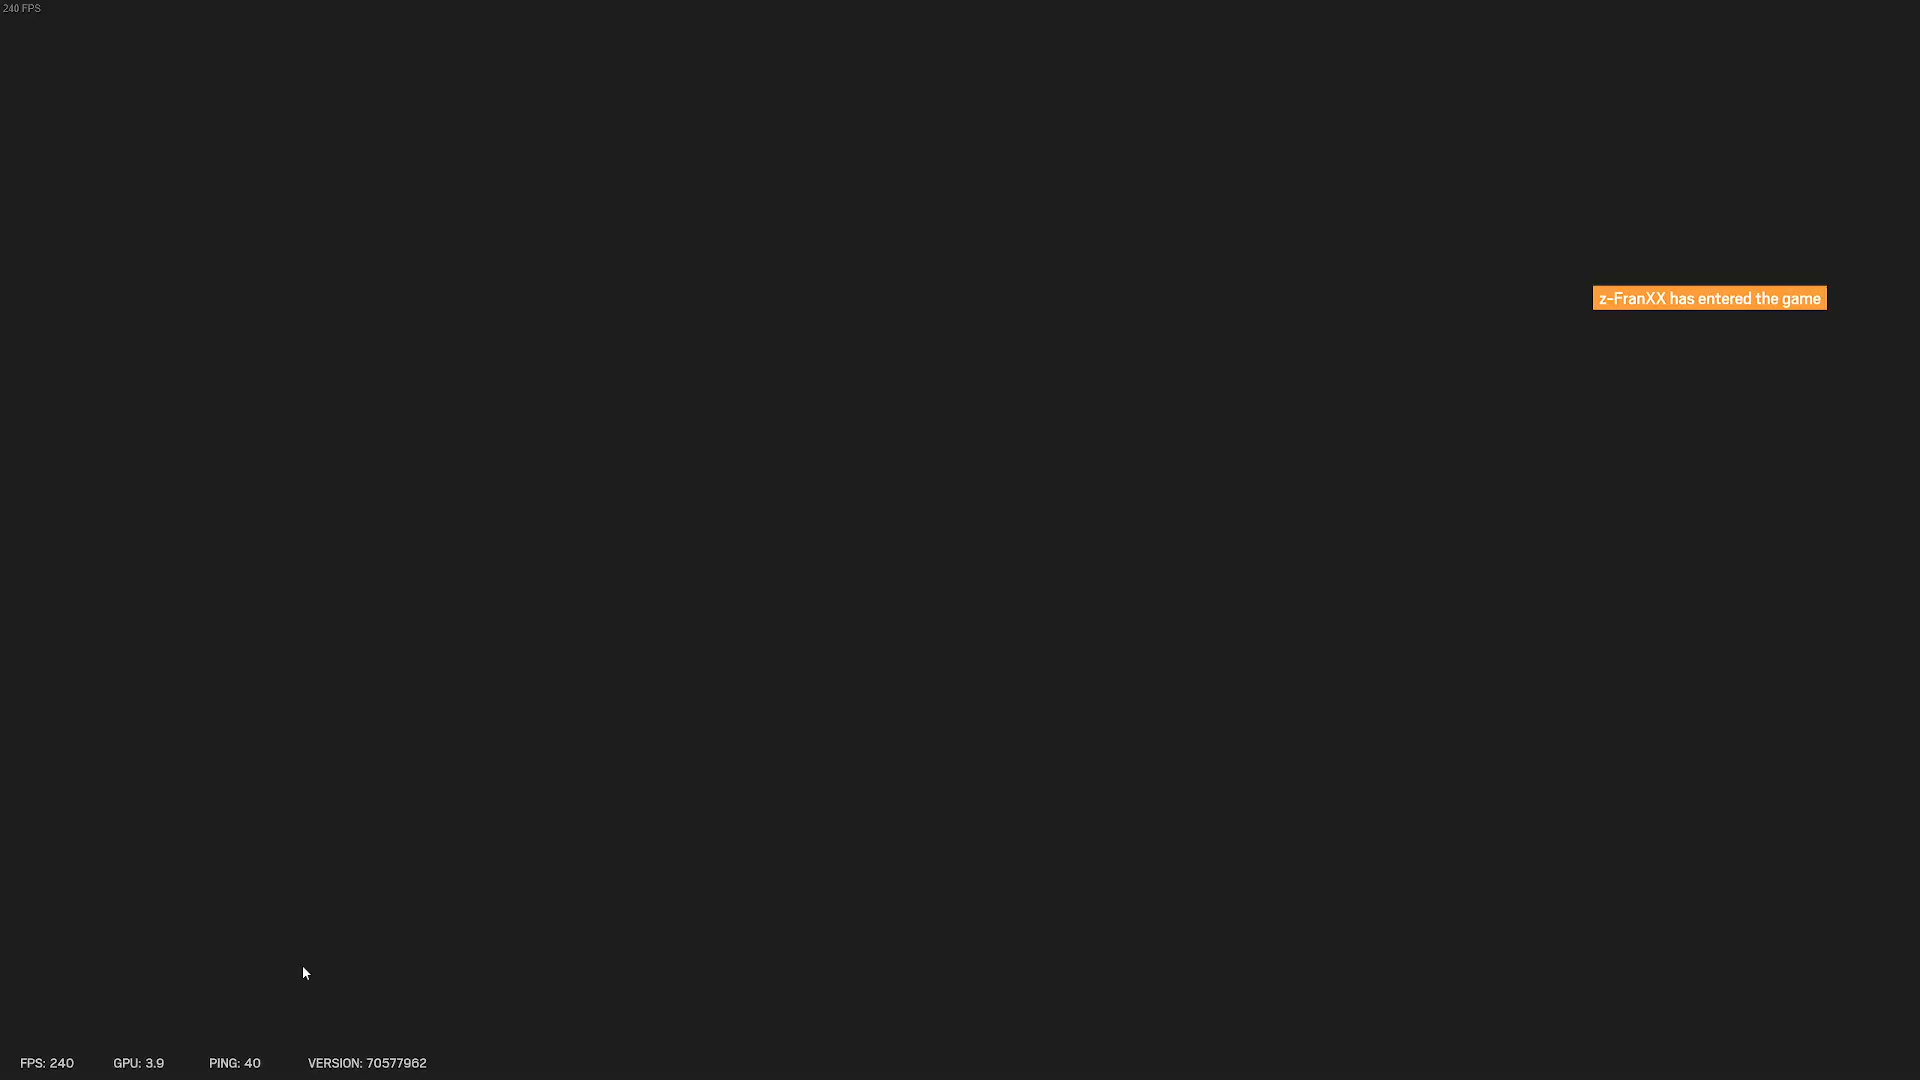 240 FPS
z-FranXX has entered the game
FPS: 240 GPU: 3.9 PING: 40 VERSION: 70577962